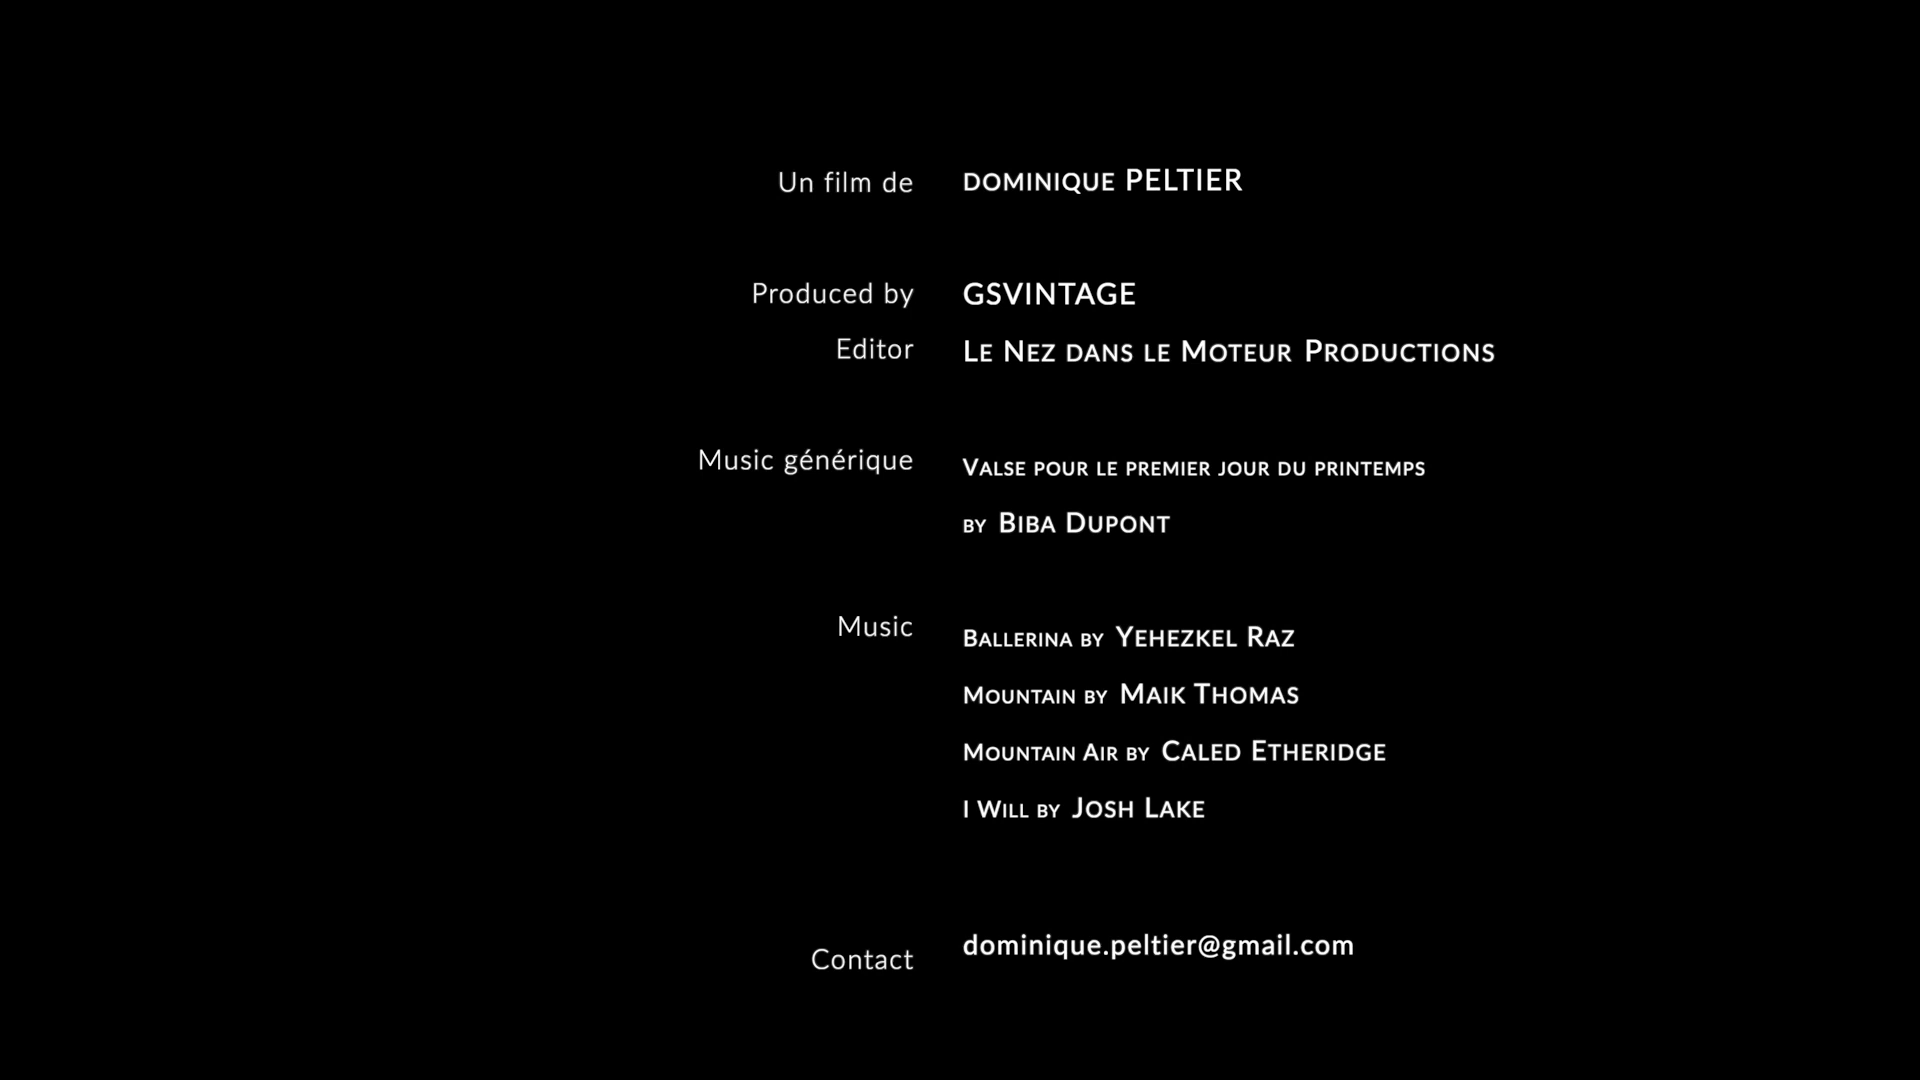 Un film de DOMINIQUE PELTIER
Produced by GSVINTAGE
Editor LE NEZ DANS LE MOTEUR PRODUCTIONS
Music générique VALSE POUR LE PREMIER JOUR DU PRINTEMPS
BY BIBA DUPONT
Music BALLERINA BY YEHEZKEL RAZ
MOUNTAIN BY MAIK THOMAS
MOUNTAIN AIR BY CALED ETHERIDGE
I WILL BY JOSH LAKE
Contact dominique.peltier@gmail.com